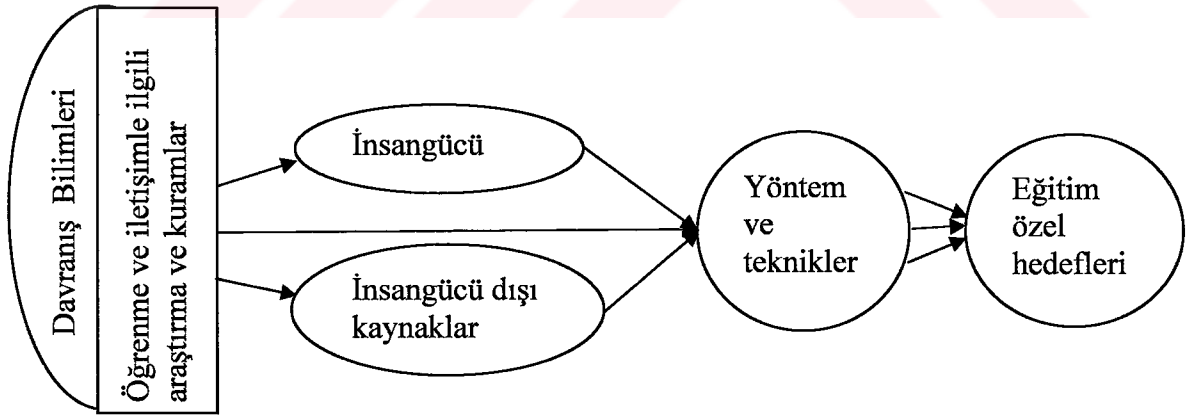 Davranış Bilimleri
Öğrenme ve iletişimle ilgili
araştırma ve kuramlar
İnsangücü
İnsangücü dışı
kaynaklar
Yöntem
ve
teknikler
Eğitim
özel
hedefleri